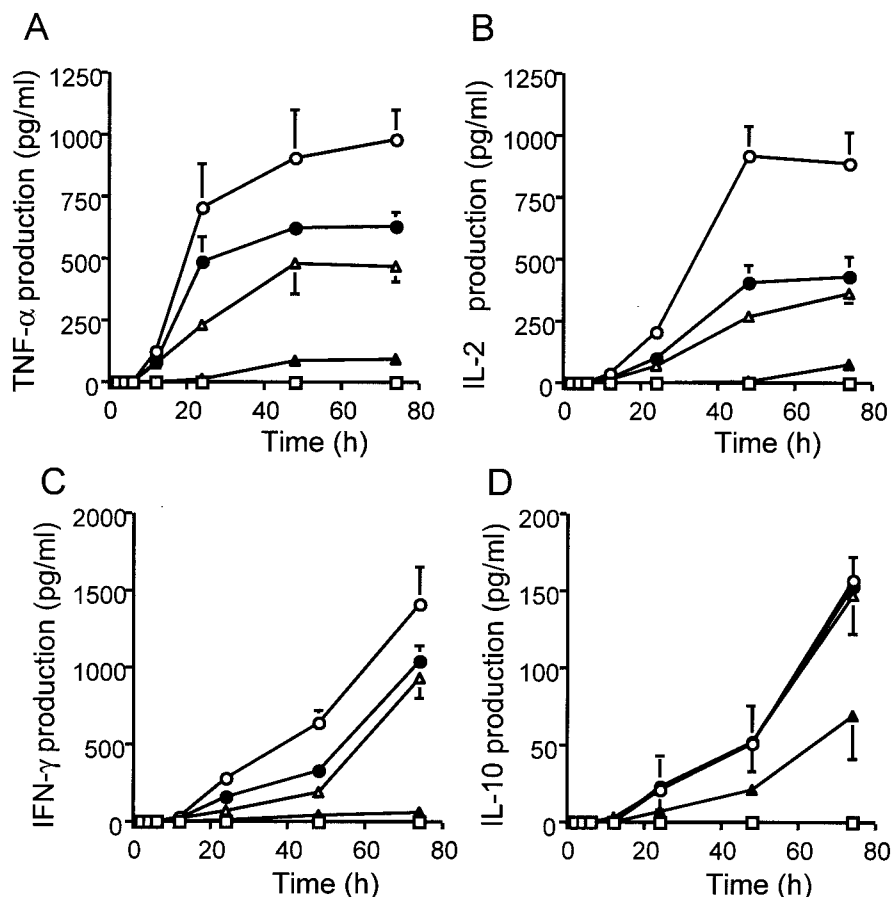 A
TNF-α production (pg/ml)
1250
1000
750
500
250
0
0 20 40 60 80
Time (h)
B
IL-2 production (pg/ml)
1250
1000
750
500
250
0
0 20 40 60 80
Time (h)
C
IFN-γ production (pg/ml)
2000
1500
1000
500
0
0 20 40 60 80
Time (h)
D
IL-10 production (pg/ml)
200
150
100
50
0
0 20 40 60 80
Time (h)